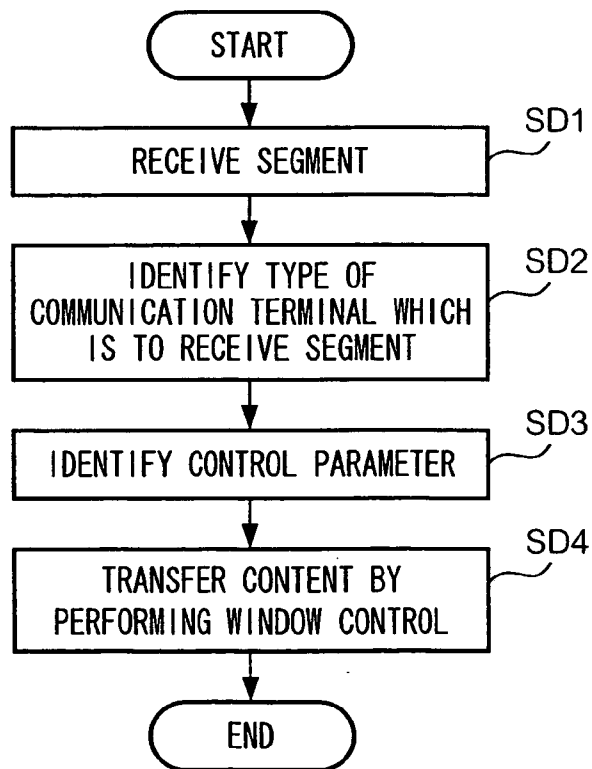 START
SD1
RECEIVE SEGMENT
SD2
IDENTIFY TYPE OF
COMMUNICATION TERMINAL WHICH
IS TO RECEIVE SEGMENT
SD3
IDENTIFY CONTROL PARAMETER
SD4
TRANSFER CONTENT BY
PERFORMING WINDOW CONTROL
END